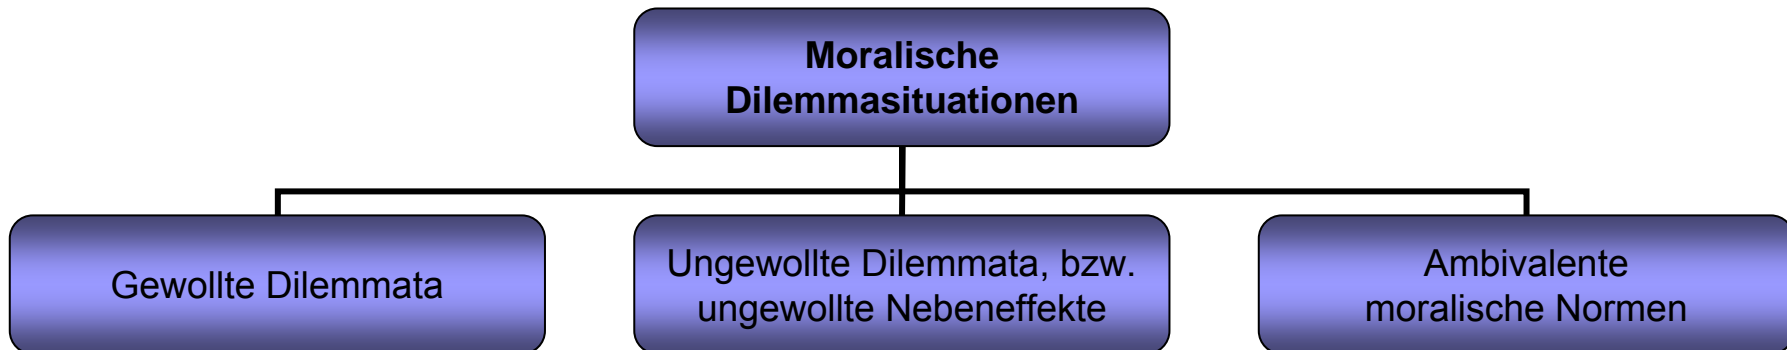 Moralische
Dilemmasituationen
Gewollte Dilemmata
Ungewollte Dilemmata, bzw.
ungewollte Nebeneffekte
Ambivalente
moralische Normen